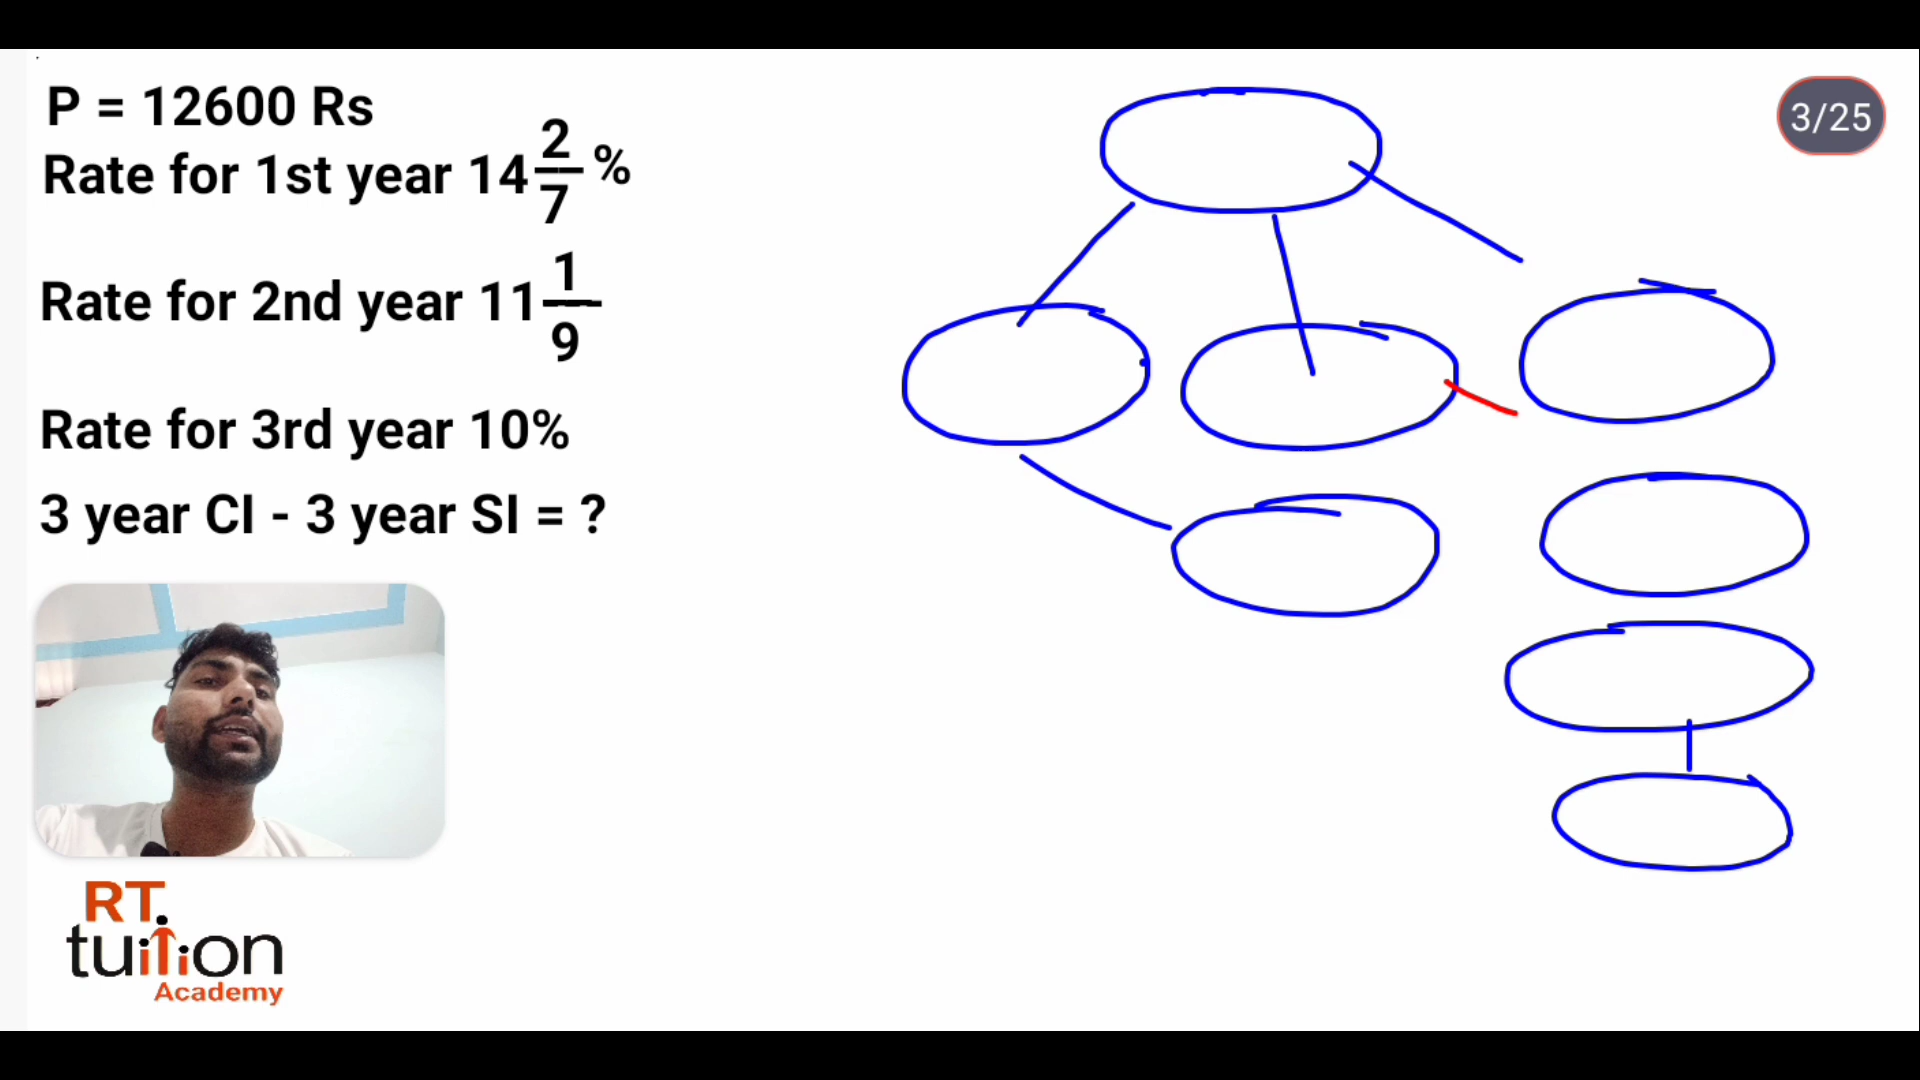 P = 12600 Rs
Rate for 1st year 14 2/7 %
Rate for 2nd year 11 1/9
Rate for 3rd year 10%
3 year CI - 3 year SI = ?
3/25
RT
tuition
Academy